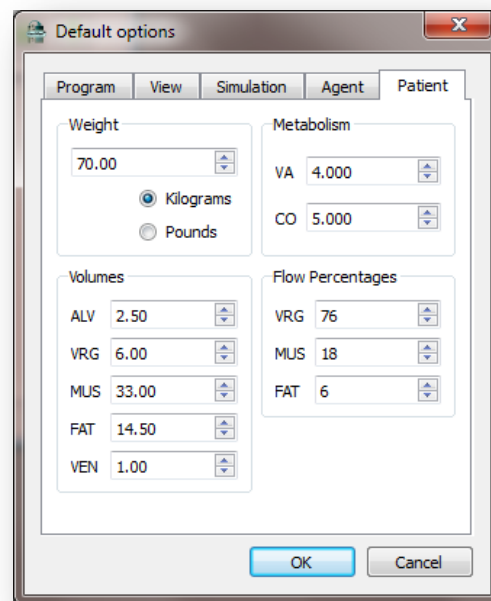 Default options
Program View Simulation Agent Patient
Weight
70.00
Kilograms
Pounds
Metabolism
VA 4.000
CO 5.000
Volumes
ALV 2.50
VRG 6.00
MUS 33.00
FAT 14.50
VEN 1.00
Flow Percentages
VRG 76
MUS 18
FAT 6
OK Cancel